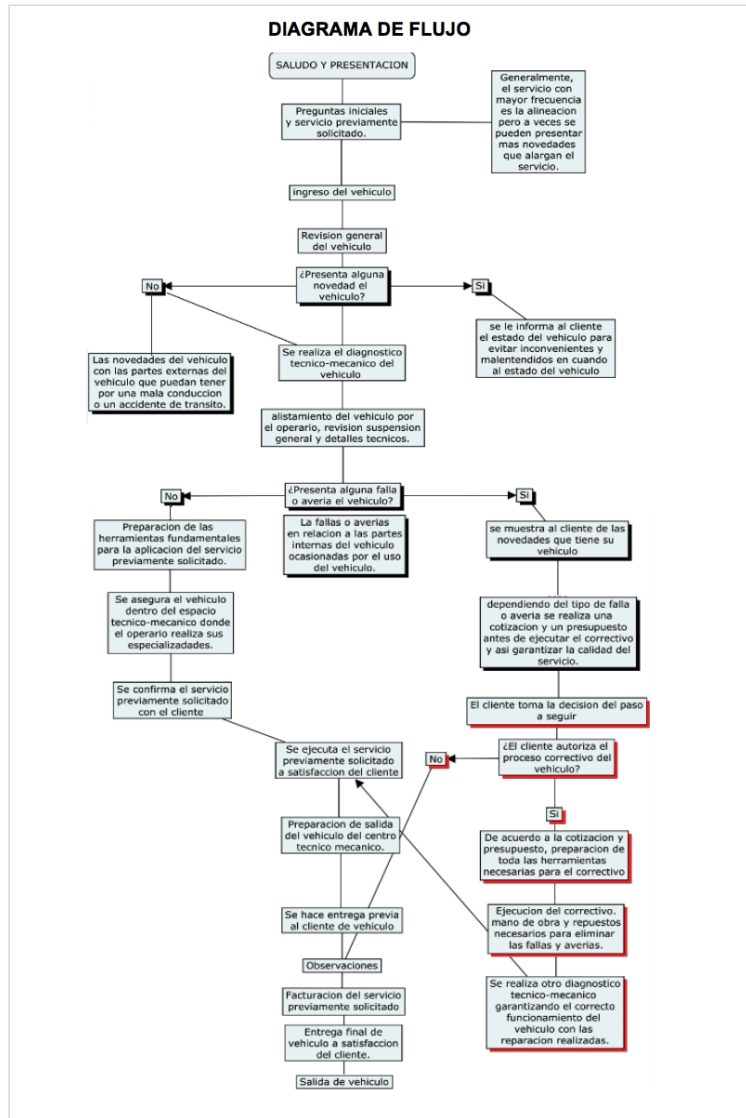 DIAGRAMA DE FLUJO
SALUDO Y PRESENTACION
Preguntas iniciales
y servicio previamente
solicitado.
Generalmente,
el servicio con
mayor frecuencia
es la alineacion
pero a veces se
pueden presentar
mas novedades
que alargan el
servicio.
ingreso del vehiculo
Revision general
del vehiculo
¿Presenta alguna
novedad el
vehiculo?
No
Si
Las novedades del vehiculo
con las partes externas del
vehiculo que puedan tener
por una mala conduccion
o un accidente de transito.
Se realiza el diagnostico
tecnico-mecanico del
vehiculo
se le informa al cliente
el estado del vehiculo para
evitar inconvenientes y
malentendidos en cuando
al estado del vehiculo
alistamiento del vehiculo por
el operario, revision suspension
general y detalles tecnicos.
¿Presenta alguna falla
o averia el vehiculo?
No
Si
La fallas o averias
en relacion a las partes
internas del vehiculo
ocasionadas por el uso
del vehiculo.
Preparacion de las
herramientas fundamentales
para la aplicacion del servicio
previamente solicitado.
se muestra al cliente de las
novedades que tiene su
vehiculo
Se asegura el vehiculo
dentro del espacio
tecnico-mecanico donde
el operario realiza sus
especializadades.
dependiendo del tipo de falla
o averia se realiza una
cotizacion y un presupuesto
antes de ejecutar el correctivo
y asi garantizar la calidad del
servicio.
Se confirma el servicio
previamente solicitado
con el cliente
El cliente toma la decision del paso
a seguir
Se ejecuta el servicio
previamente solicitado
a satisfaccion del cliente
No
¿El cliente autoriza el
proceso correctivo del
vehiculo?
Si
Preparacion de salida
del vehiculo del centro
tecnico mecanico.
De acuerdo a la cotizacion y
presupuesto, preparacion de
toda las herramientas
necesarias para el correctivo
Se hace entrega previa
al cliente de vehiculo
Ejecucion del correctivo.
mano de obra y repuestos
necesarios para eliminar
las fallas y averias.
Observaciones
Se realiza otro diagnostico
tecnico-mecanico
garantizando el correcto
funcionamiento del
vehiculo con las
reparacion realizadas.
Facturacion del servicio
previamente solicitado
Entrega final de
vehiculo a satisfaccion
del cliente.
Salida de vehiculo